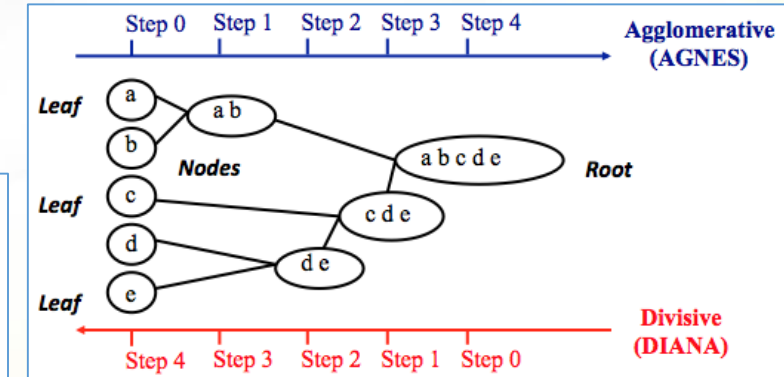 Step 0 Step 1 Step 2 Step 3 Step 4
Agglomerative
(AGNES)
Leaf
a
a b
b
Nodes
a b c d e
Root
Leaf
c
c d e
d
d e
Leaf
e
Divisive
(DIANA)
Step 4 Step 3 Step 2 Step 1 Step 0